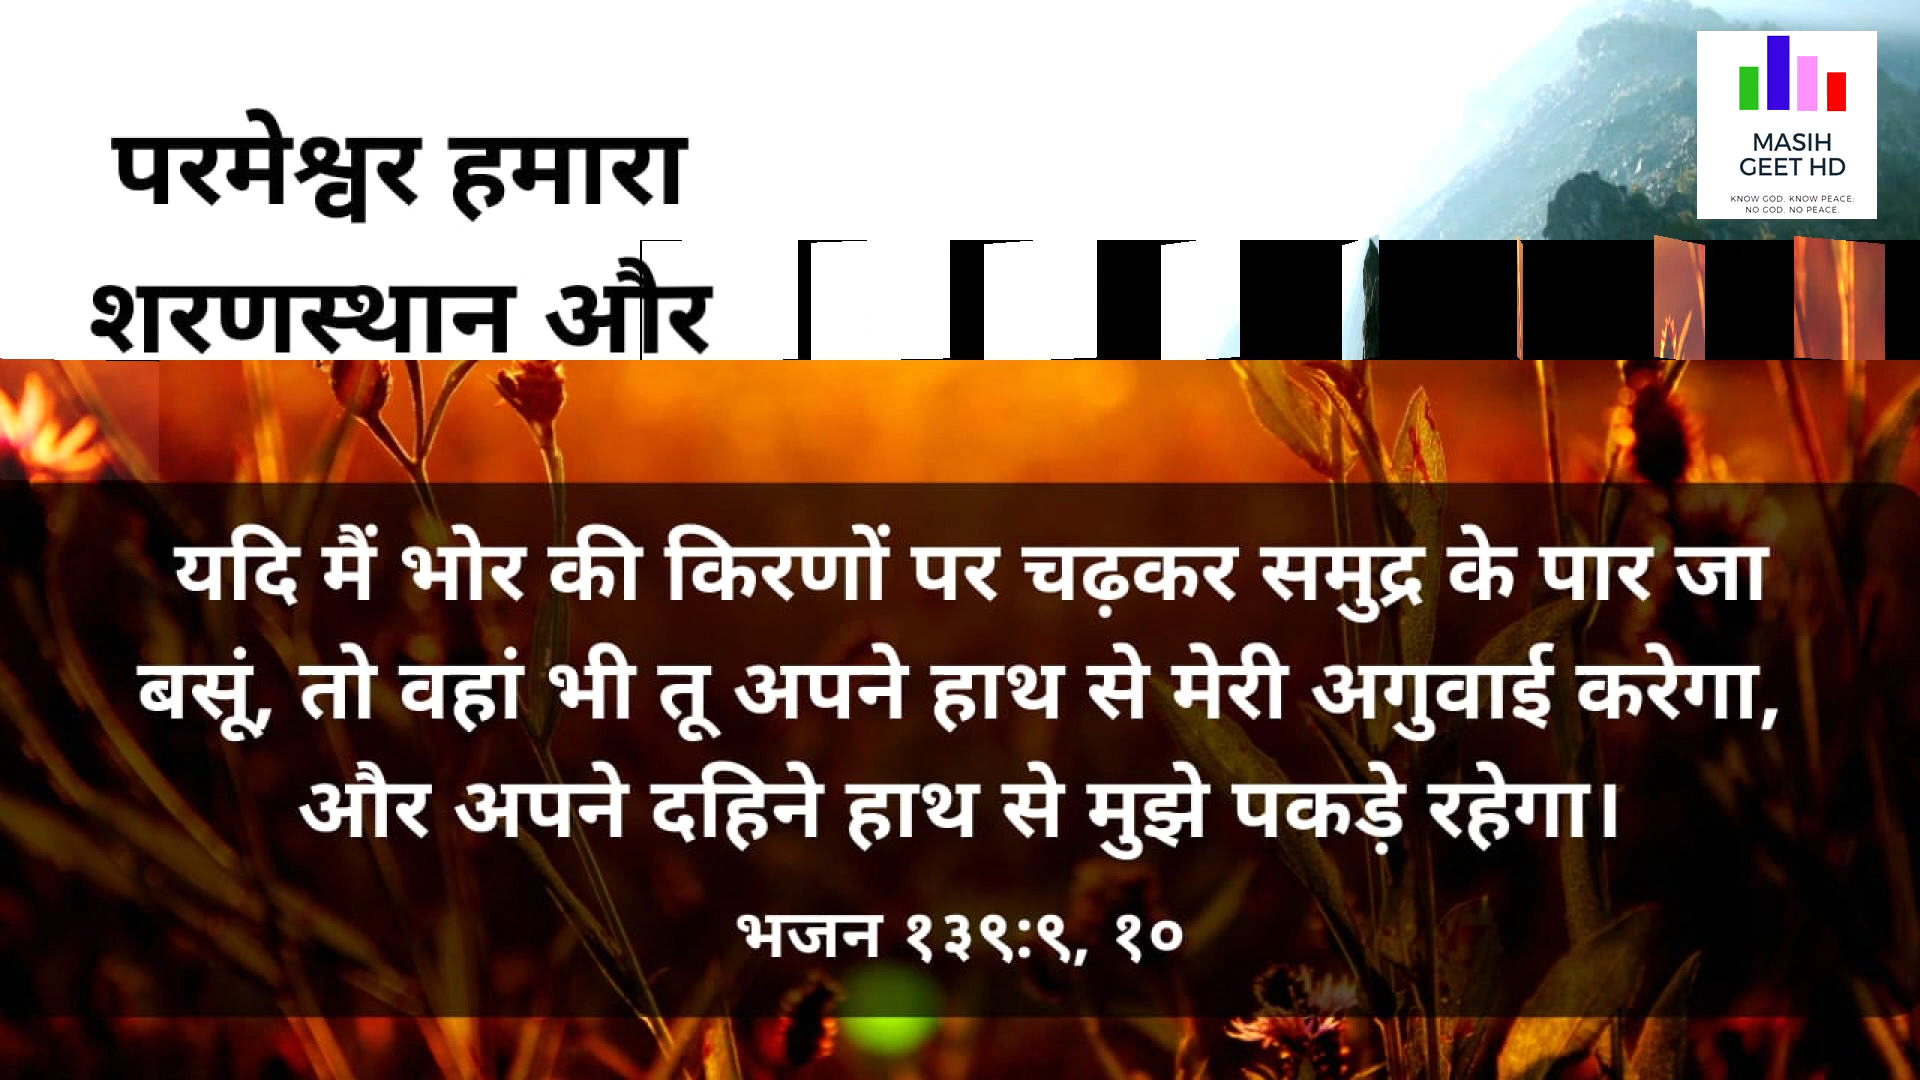 परमेश्वर हमारा
शरणस्थान और
MASIH
GEET HD
KNOW GOD, KNOW PEACE:
NO GOD, NO PEACE.
यदि मैं भोर की किरणों पर चढ़कर समुद्र के पार जा
बसूं, तो वहां भी तू अपने हाथ से मेरी अगुवाई करेगा,
और अपने दहिने हाथ से मुझे पकड़े रहेगा।
भजन १३९:९, १०